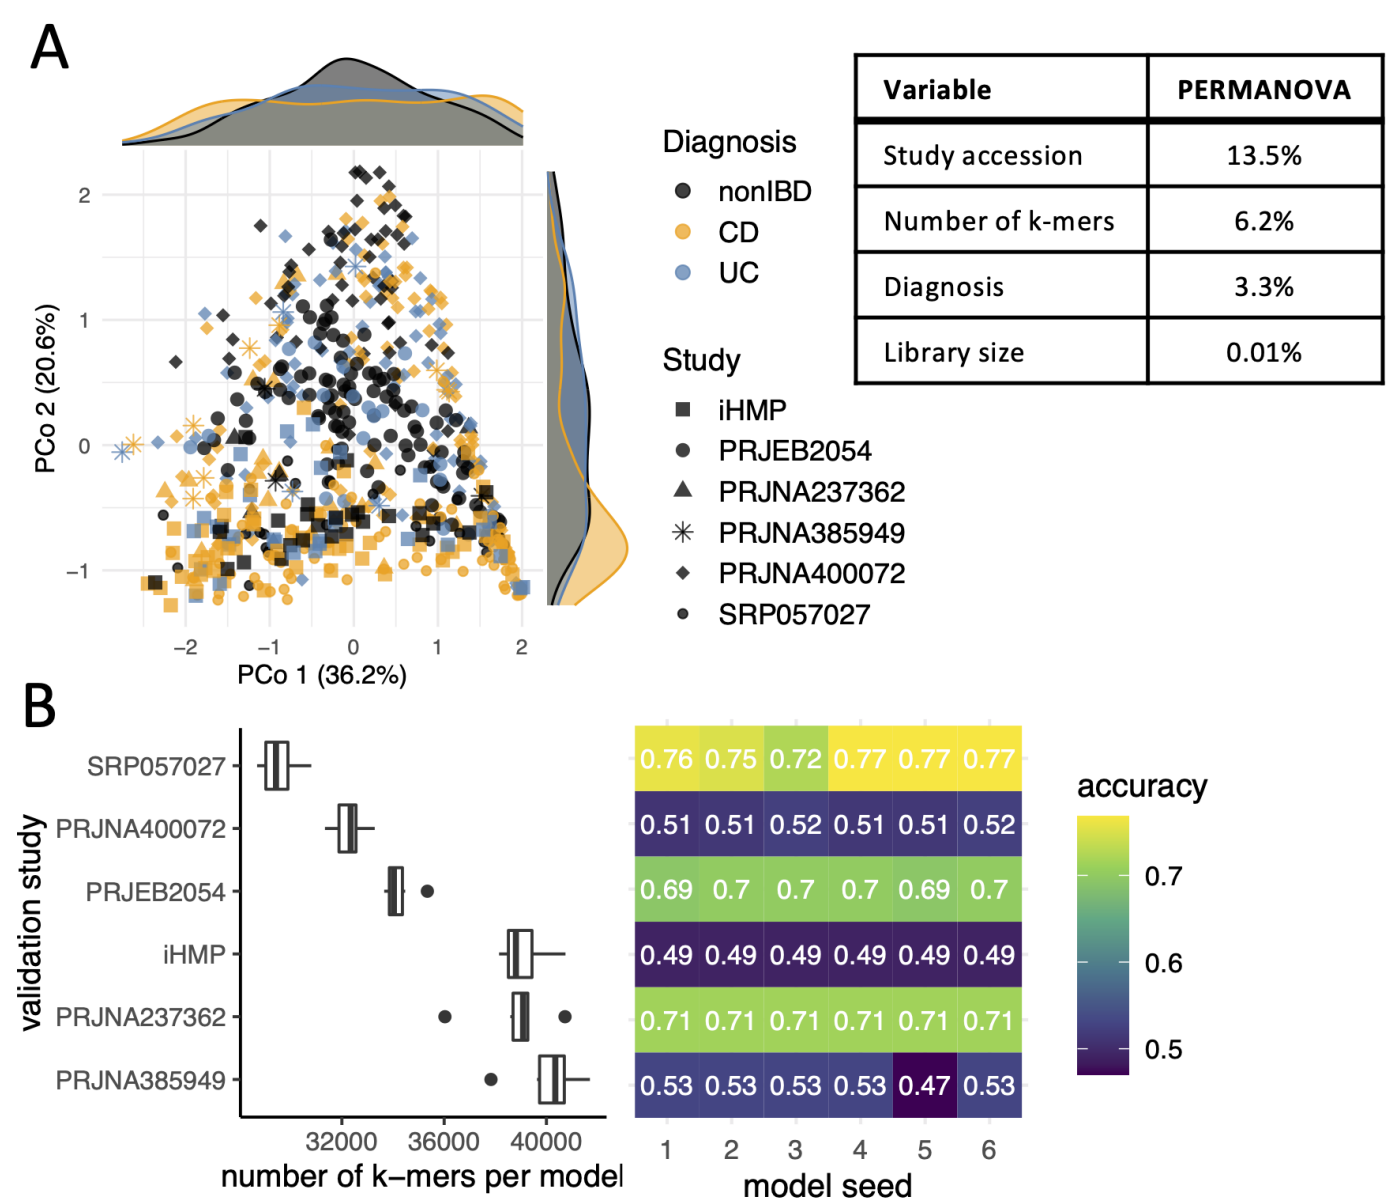 A
Variable PERMANOVA
Study accession 13.5%
Number of k-mers 6.2%
Diagnosis 3.3%
Library size 0.01%
Diagnosis
nonIBD
CD
UC
Study
iHMP
PRJEB2054
PRJNA237362
PRJNA385949
PRJNA400072
SRP057027
PCo 2 (20.6%)
2
1
0
−1
−2 −1 0 1 2
PCo 1 (36.2%)
B
validation study
SRP057027
PRJNA400072
PRJEB2054
iHMP
PRJNA237362
PRJNA385949
32000 36000 40000
number of k−mers per model
1 2 3 4 5 6
0.76 0.75 0.72 0.77 0.77 0.77
0.51 0.51 0.52 0.51 0.51 0.52
0.69 0.7 0.7 0.7 0.69 0.7
0.49 0.49 0.49 0.49 0.49 0.49
0.71 0.71 0.71 0.71 0.71 0.71
0.53 0.53 0.53 0.53 0.47 0.53
1 2 3 4 5 6
model seed
accuracy
0.7
0.6
0.5